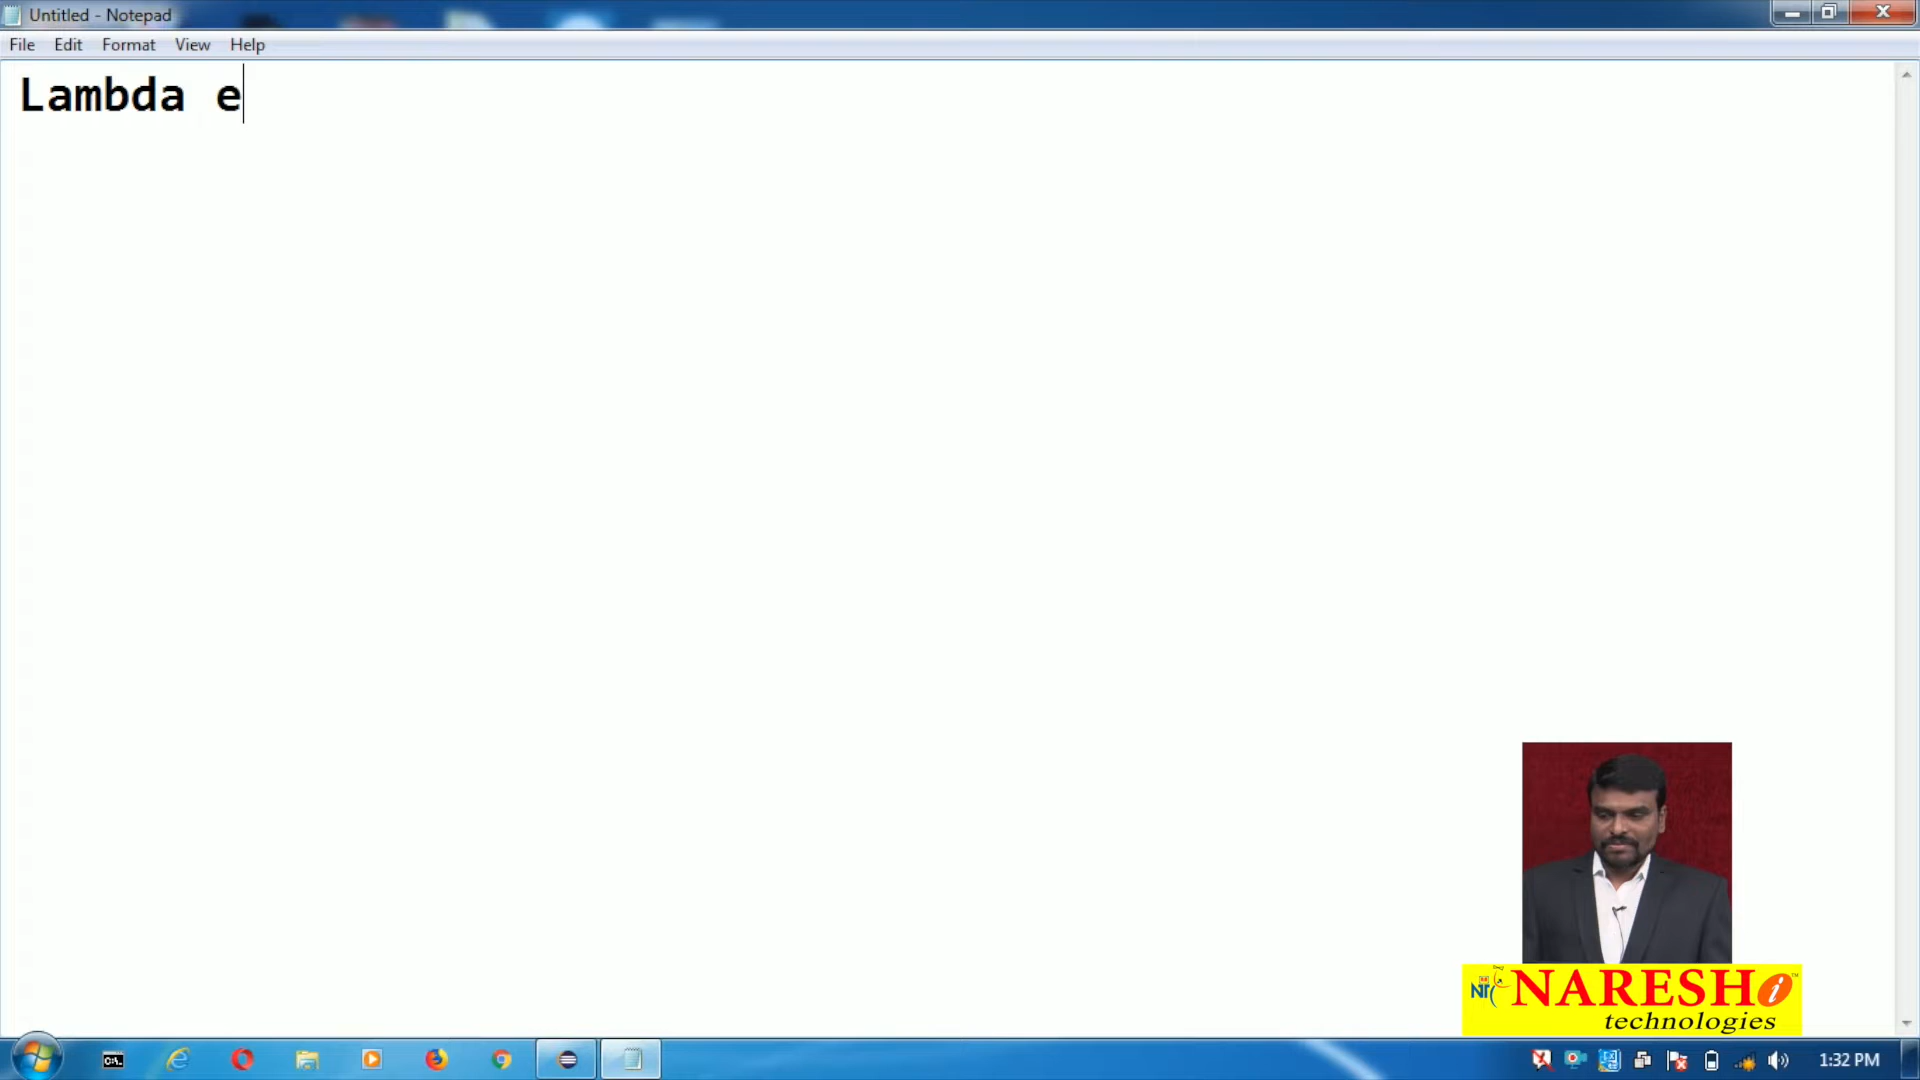 Untitled - Notepad
File Edit Format View Help
Lambda e
NARESH i
technologies
1:32 PM